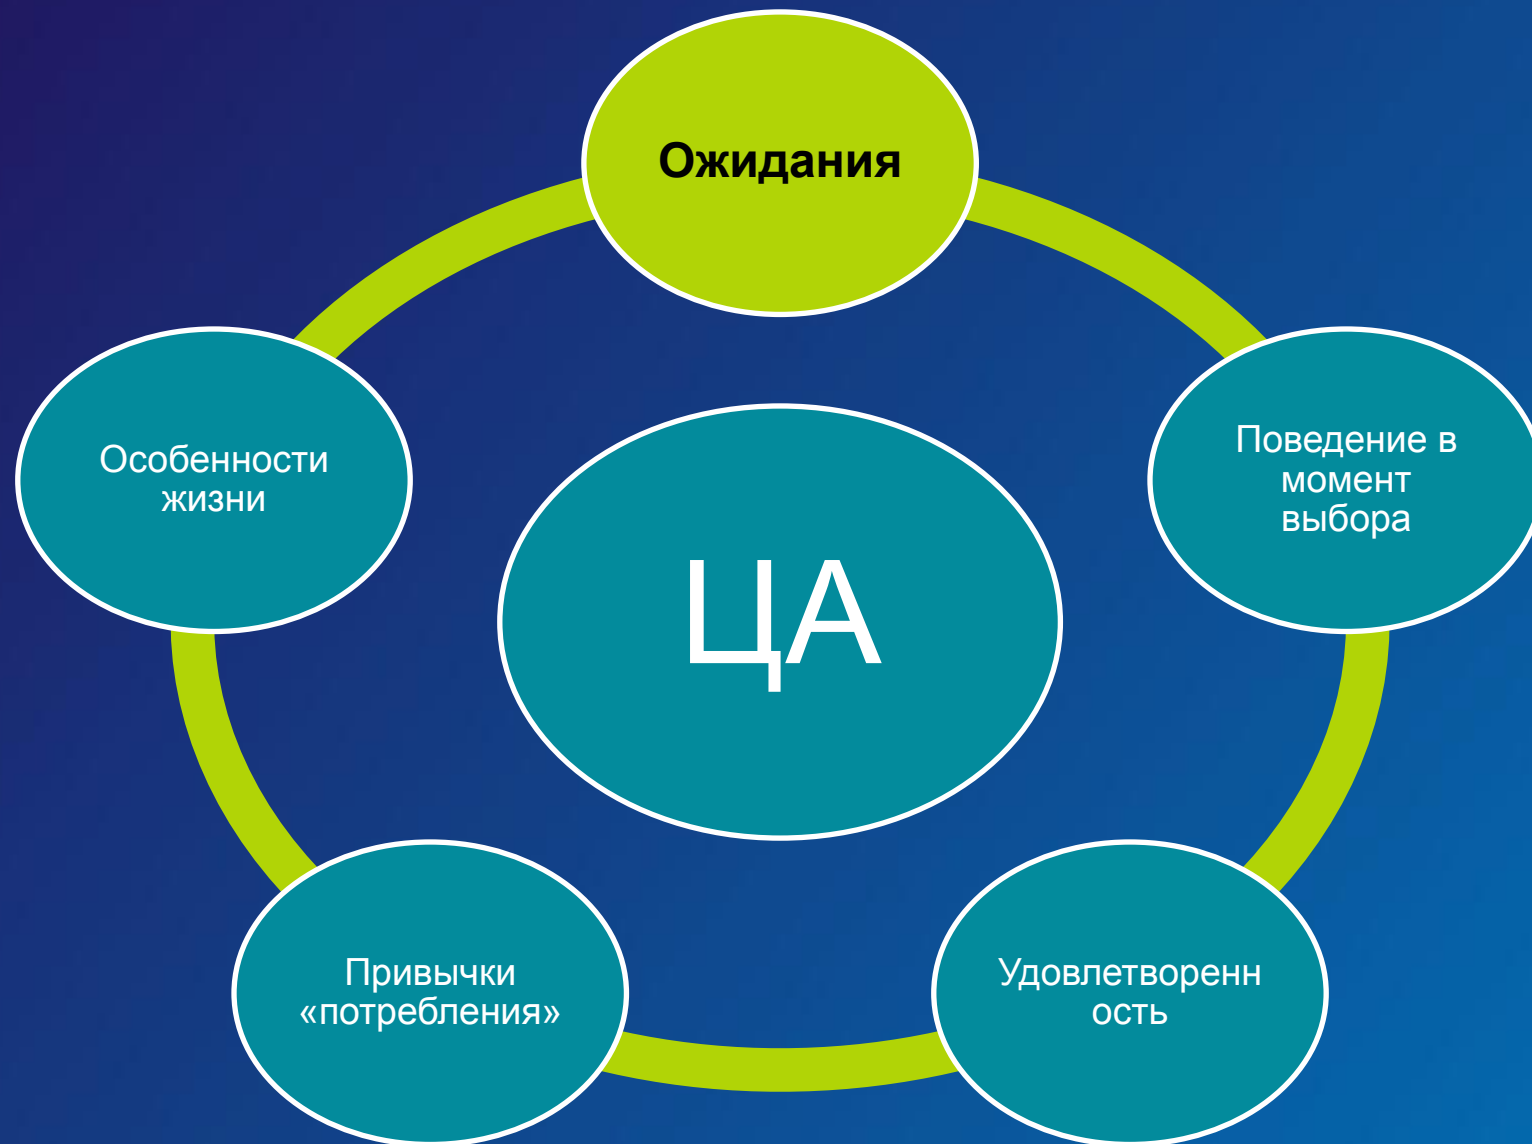 Ожидания
Особенности
жизни
Поведение в
момент
выбора
ЦА
Привычки
«потребления»
Удовлетворенн
ость